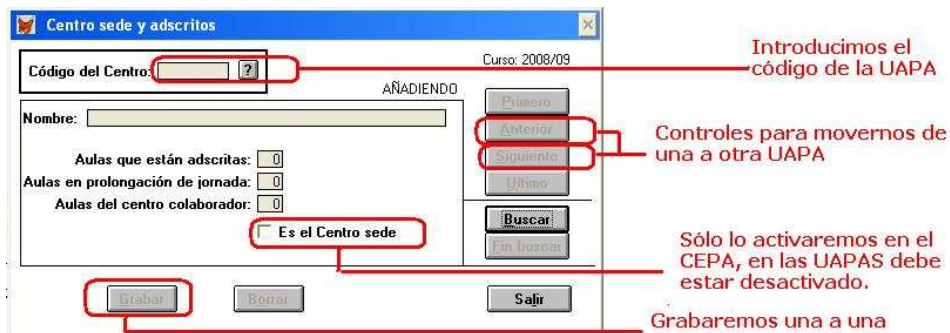 Centro sede y adscritos
Código del Centro: ?
Curso: 2008/09
AÑADIENDO
Nombre:
Aulas que están adscritas: 0
Aulas en prolongación de jornada: 0
Aulas del centro colaborador: 0
Es el Centro sede
Primero
Anterior
Siguiente
Ultimo
Buscar
Fin buscar
Grabar
Borrar
Salir
Introducimos el
código de la UAPA
Controles para movernos de
una a otra UAPA
Sólo lo activaremos en el
CEPA, en las UAPAS debe
estar desactivado.
Grabaremos una a una